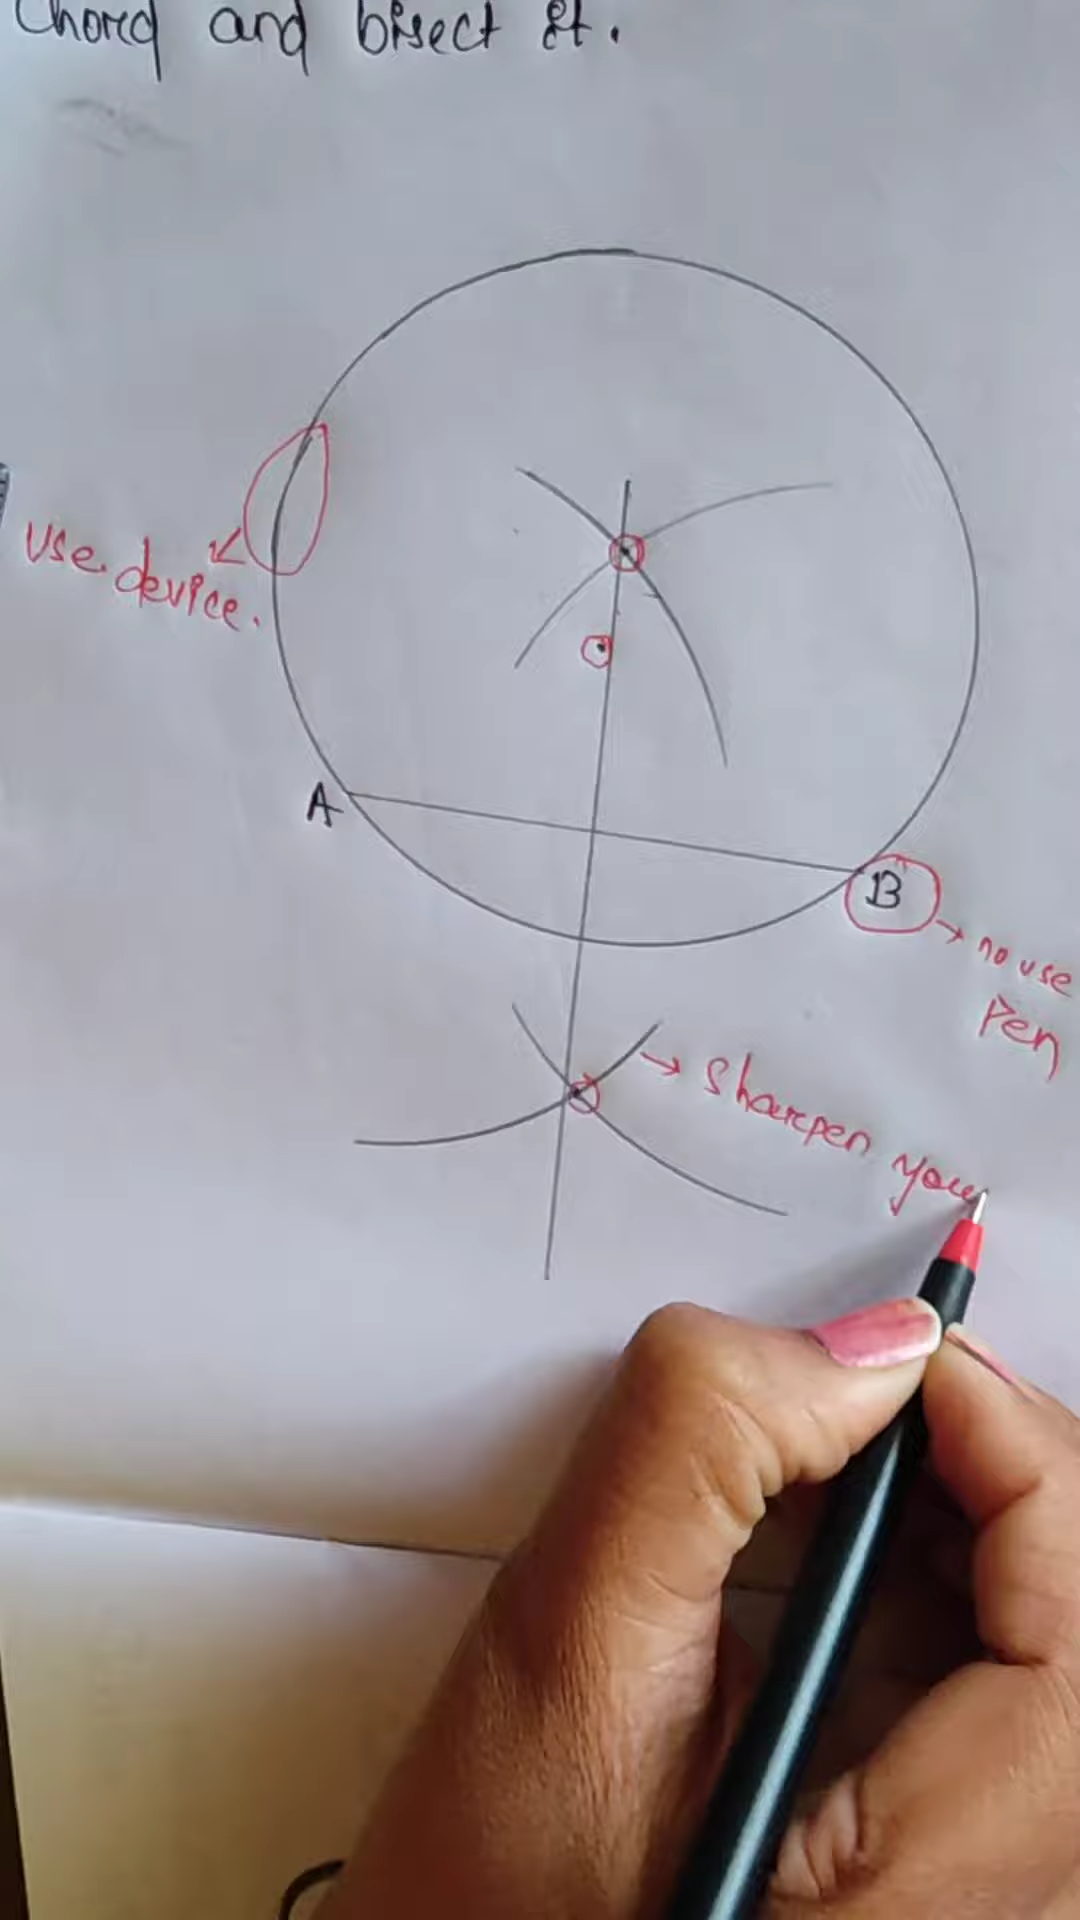 Chord and bisect it.
Use.device.
A
B
no use
Pen
Sharpen your